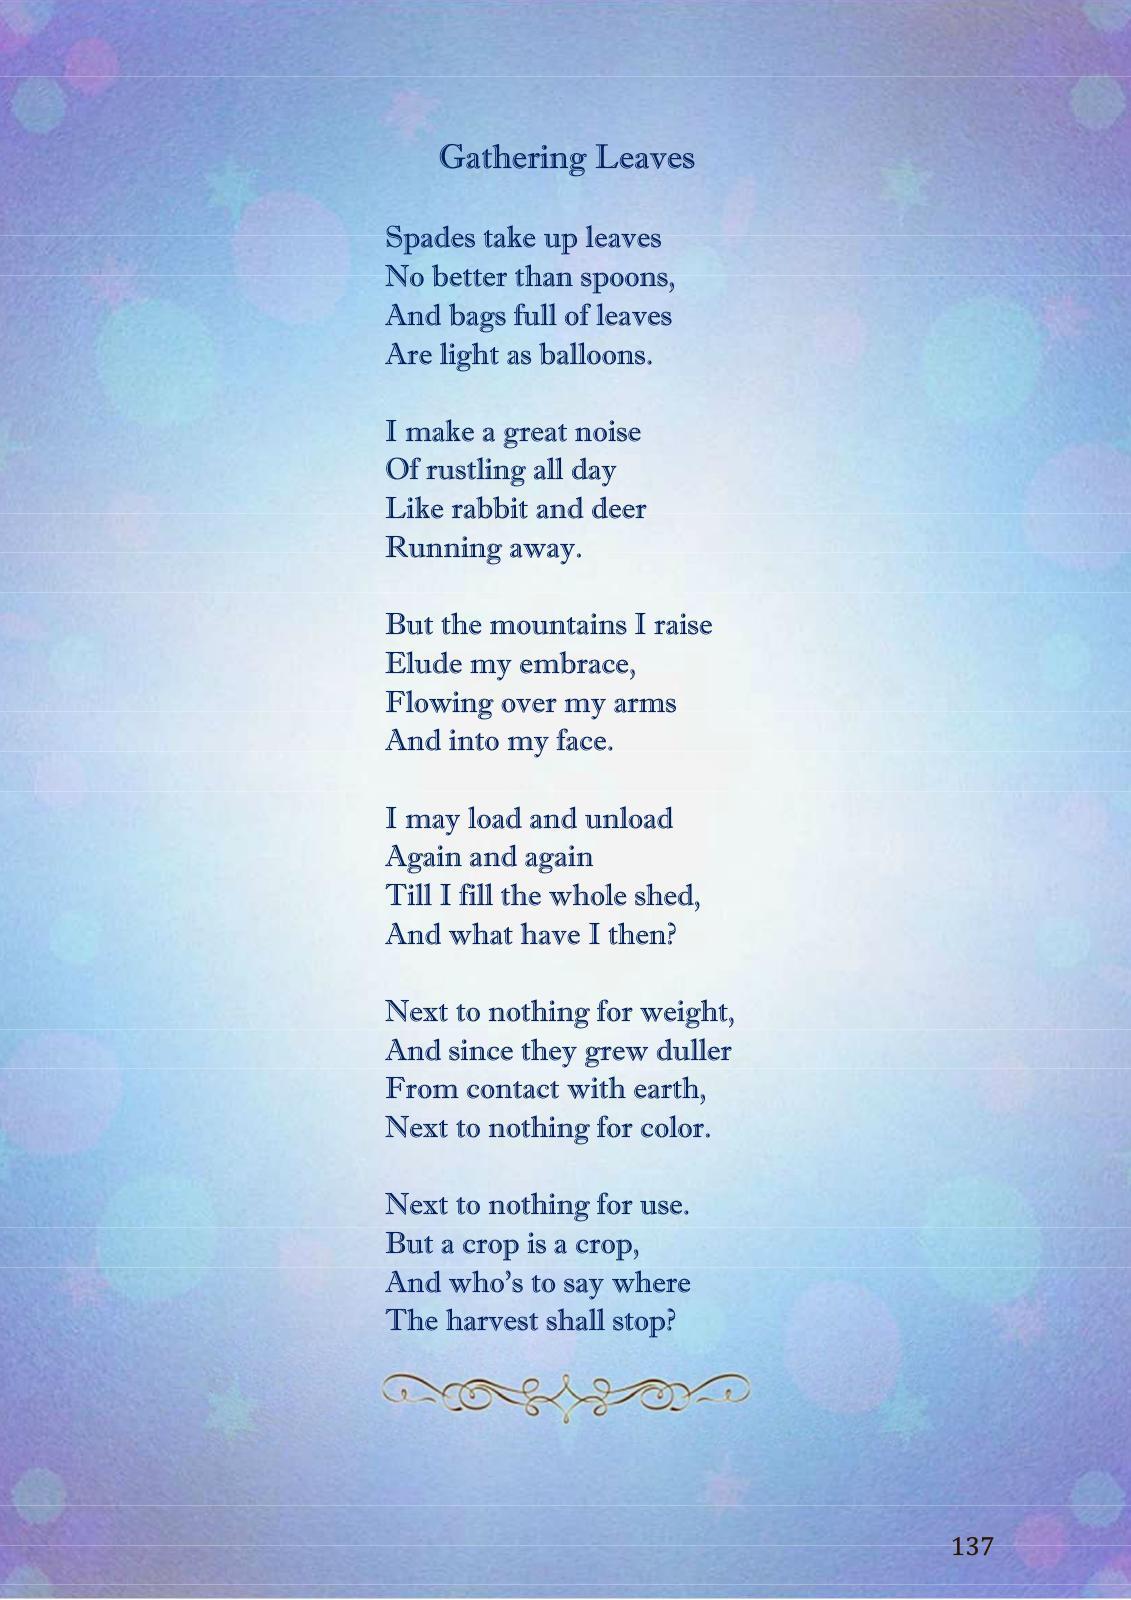 Gathering Leaves
Spades take up leaves
No better than spoons,
And bags full of leaves
Are light as balloons.
I make a great noise
Of rustling all day
Like rabbit and deer
Running away.
But the mountains I raise
Elude my embrace,
Flowing over my arms
And into my face.
I may load and unload
Again and again
Till I fill the whole shed,
And what have I then?
Next to nothing for weight,
And since they grew duller
From contact with earth,
Next to nothing for color.
Next to nothing for use.
But a crop is a crop,
And who’s to say where
The harvest shall stop?
137